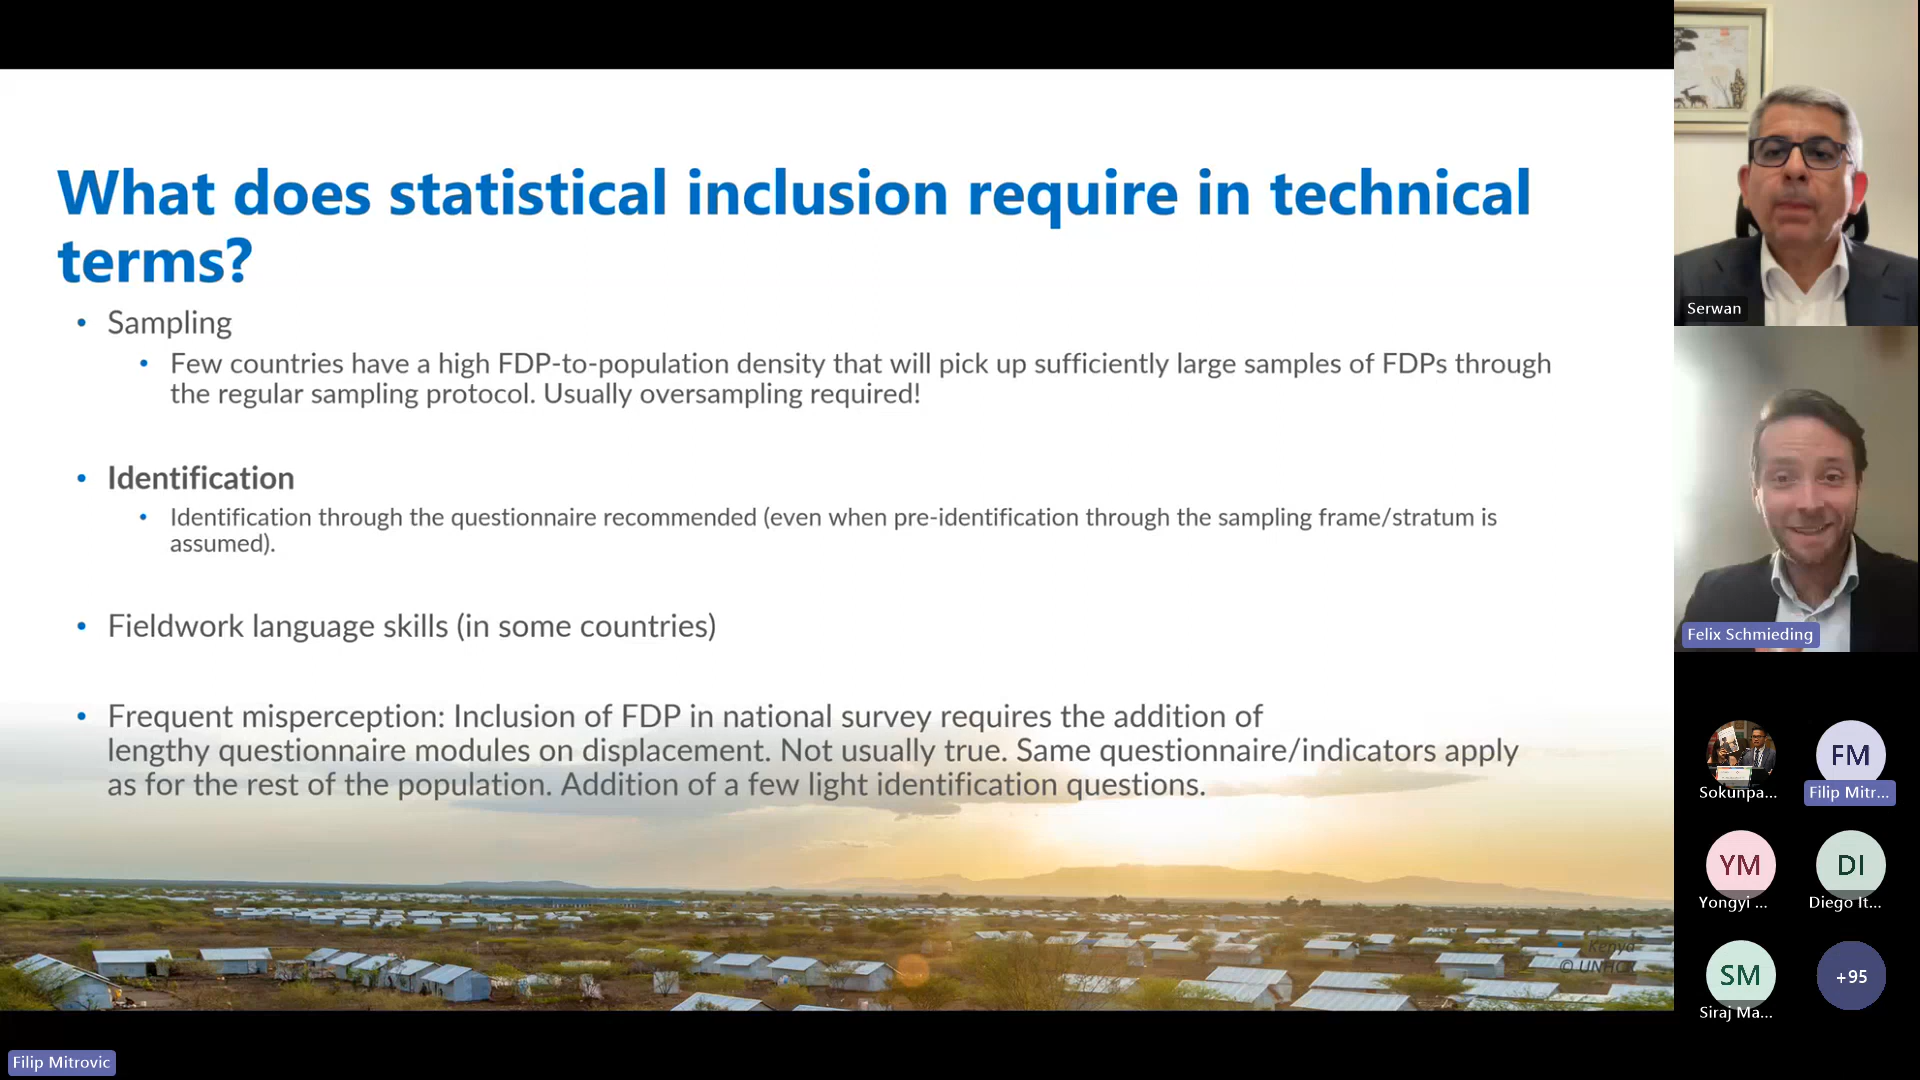 What does statistical inclusion require in technical
terms?
• Sampling
• Few countries have a high FDP-to-population density that will pick up sufficiently large samples of FDPs through
the regular sampling protocol. Usually oversampling required!
• Identification
• Identification through the questionnaire recommended (even when pre-identification through the sampling frame/stratum is
assumed).
• Fieldwork language skills (in some countries)
• Frequent misperception: Inclusion of FDP in national survey requires the addition of
lengthy questionnaire modules on displacement. Not usually true. Same questionnaire/indicators apply
as for the rest of the population. Addition of a few light identification questions.
• Kenya
© UNHCR
Filip Mitrovic
Serwan
Felix Schmieding
Sokunpa...
FM
Filip Mitr...
YM
Yongyi ...
DI
Diego It...
SM
Siraj Ma...
+95